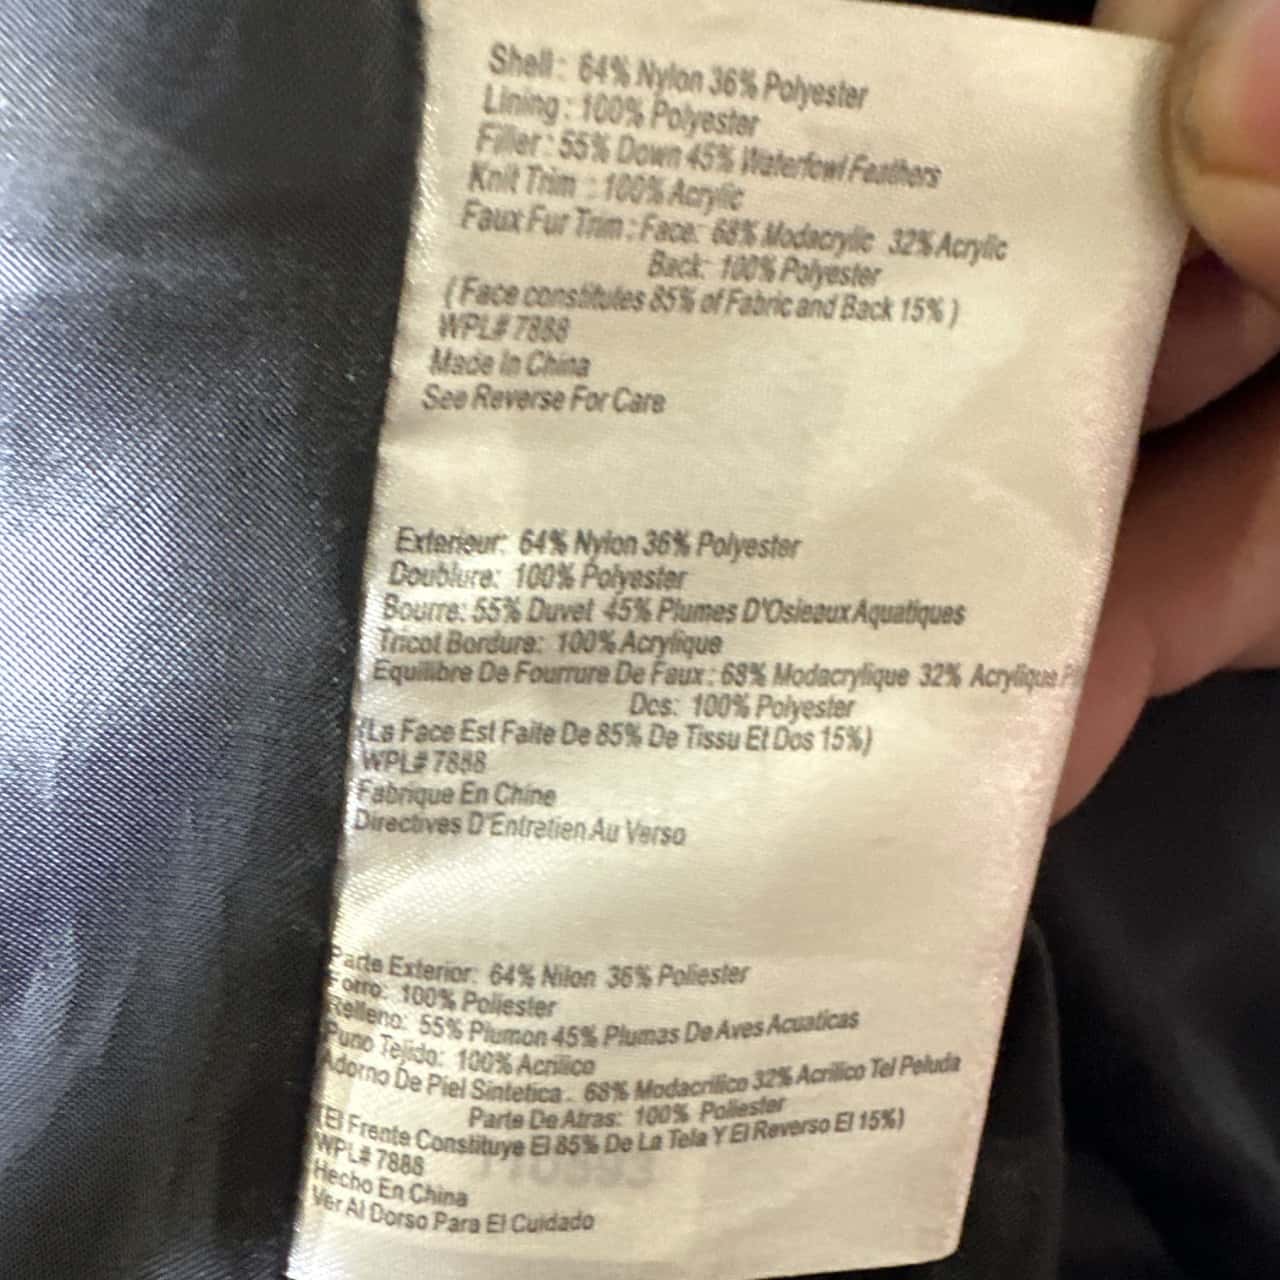 Shell : 64% Nylon 36% Polyester
Lining : 100% Polyester
Filler : 55% Down 45% Waterfowl Feathers
Knit Trim : 100% Acrylic
Faux Fur Trim : Face: 68% Modacrylic 32% Acrylic
Back: 100% Polyester
( Face constitutes 85% of Fabric and Back 15% )
WPL# 7888
Made In China
See Reverse For Care
Exterieur: 64% Nylon 36% Polyester
Doublure: 100% Polyester
Bourre: 55% Duvet 45% Plumes D'Osieaux Aquatiques
Tricot Bordure: 100% Acrylique
Equilibre De Fourrure De Faux : 68% Modacrylique 32% Acrylique
Dos: 100% Polyester
(La Face Est Faite De 85% De Tissu Et Dos 15%)
WPL# 7888
Fabrique En Chine
Directives D'Entretien Au Verso
Parte Exterior: 64% Nilon 36% Poliester
Forro: 100% Poliester
Relleno: 55% Plumon 45% Plumas De Aves Acuaticas
Puno Tejido: 100% Acrilico
Adorno De Piel Sintetica : 68% Modacrilico 32% Acrilico Tel Peluda
Parte De Atras: 100% Poliester
(El Frente Constituye El 85% De La Tela Y El Reverso El 15%)
WPL# 7888
Hecho En China
Ver Al Dorso Para El Cuidado